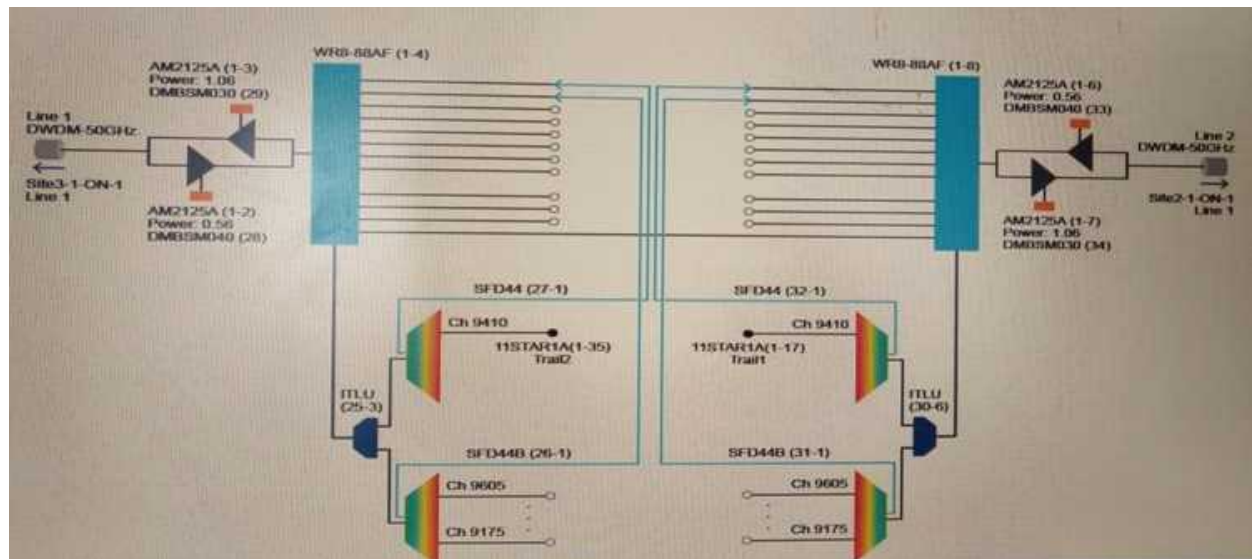 WR8-88AF (1-4)
AM2125A (1-3)
Power: 1.06
DMBSM030 (29)
Line 1
DWDM-50GHz
Site3-1-ON-1
Line 1
AM2125A (1-2)
Power: 0.56
DMBSM040 (28)
WR8-88AF (1-8)
AM2125A (1-6)
Power: 0.56
DMBSM040 (33)
Line 2
DWDM-50GHz
Site2-1-ON-1
Line 1
AM2125A (1-7)
Power: 1.06
DMBSM030 (34)
SFD44 (27-1)
SFD44 (32-1)
Ch 9410
11STAR1A(1-35)
Trail2
Ch 9410
11STAR1A(1-17)
Trail1
ITLU
(25-3)
ITLU
(30-6)
SFD44B (26-1)
SFD44B (31-1)
Ch 9605
Ch 9175
Ch 9605
Ch 9175